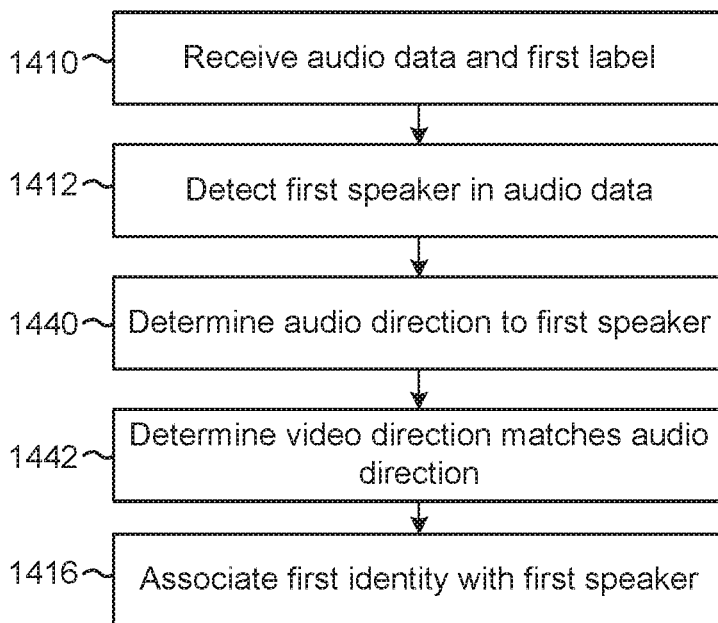 1410 Receive audio data and first label
1412 Detect first speaker in audio data
1440 Determine audio direction to first speaker
1442 Determine video direction matches audio
direction
1416 Associate first identity with first speaker